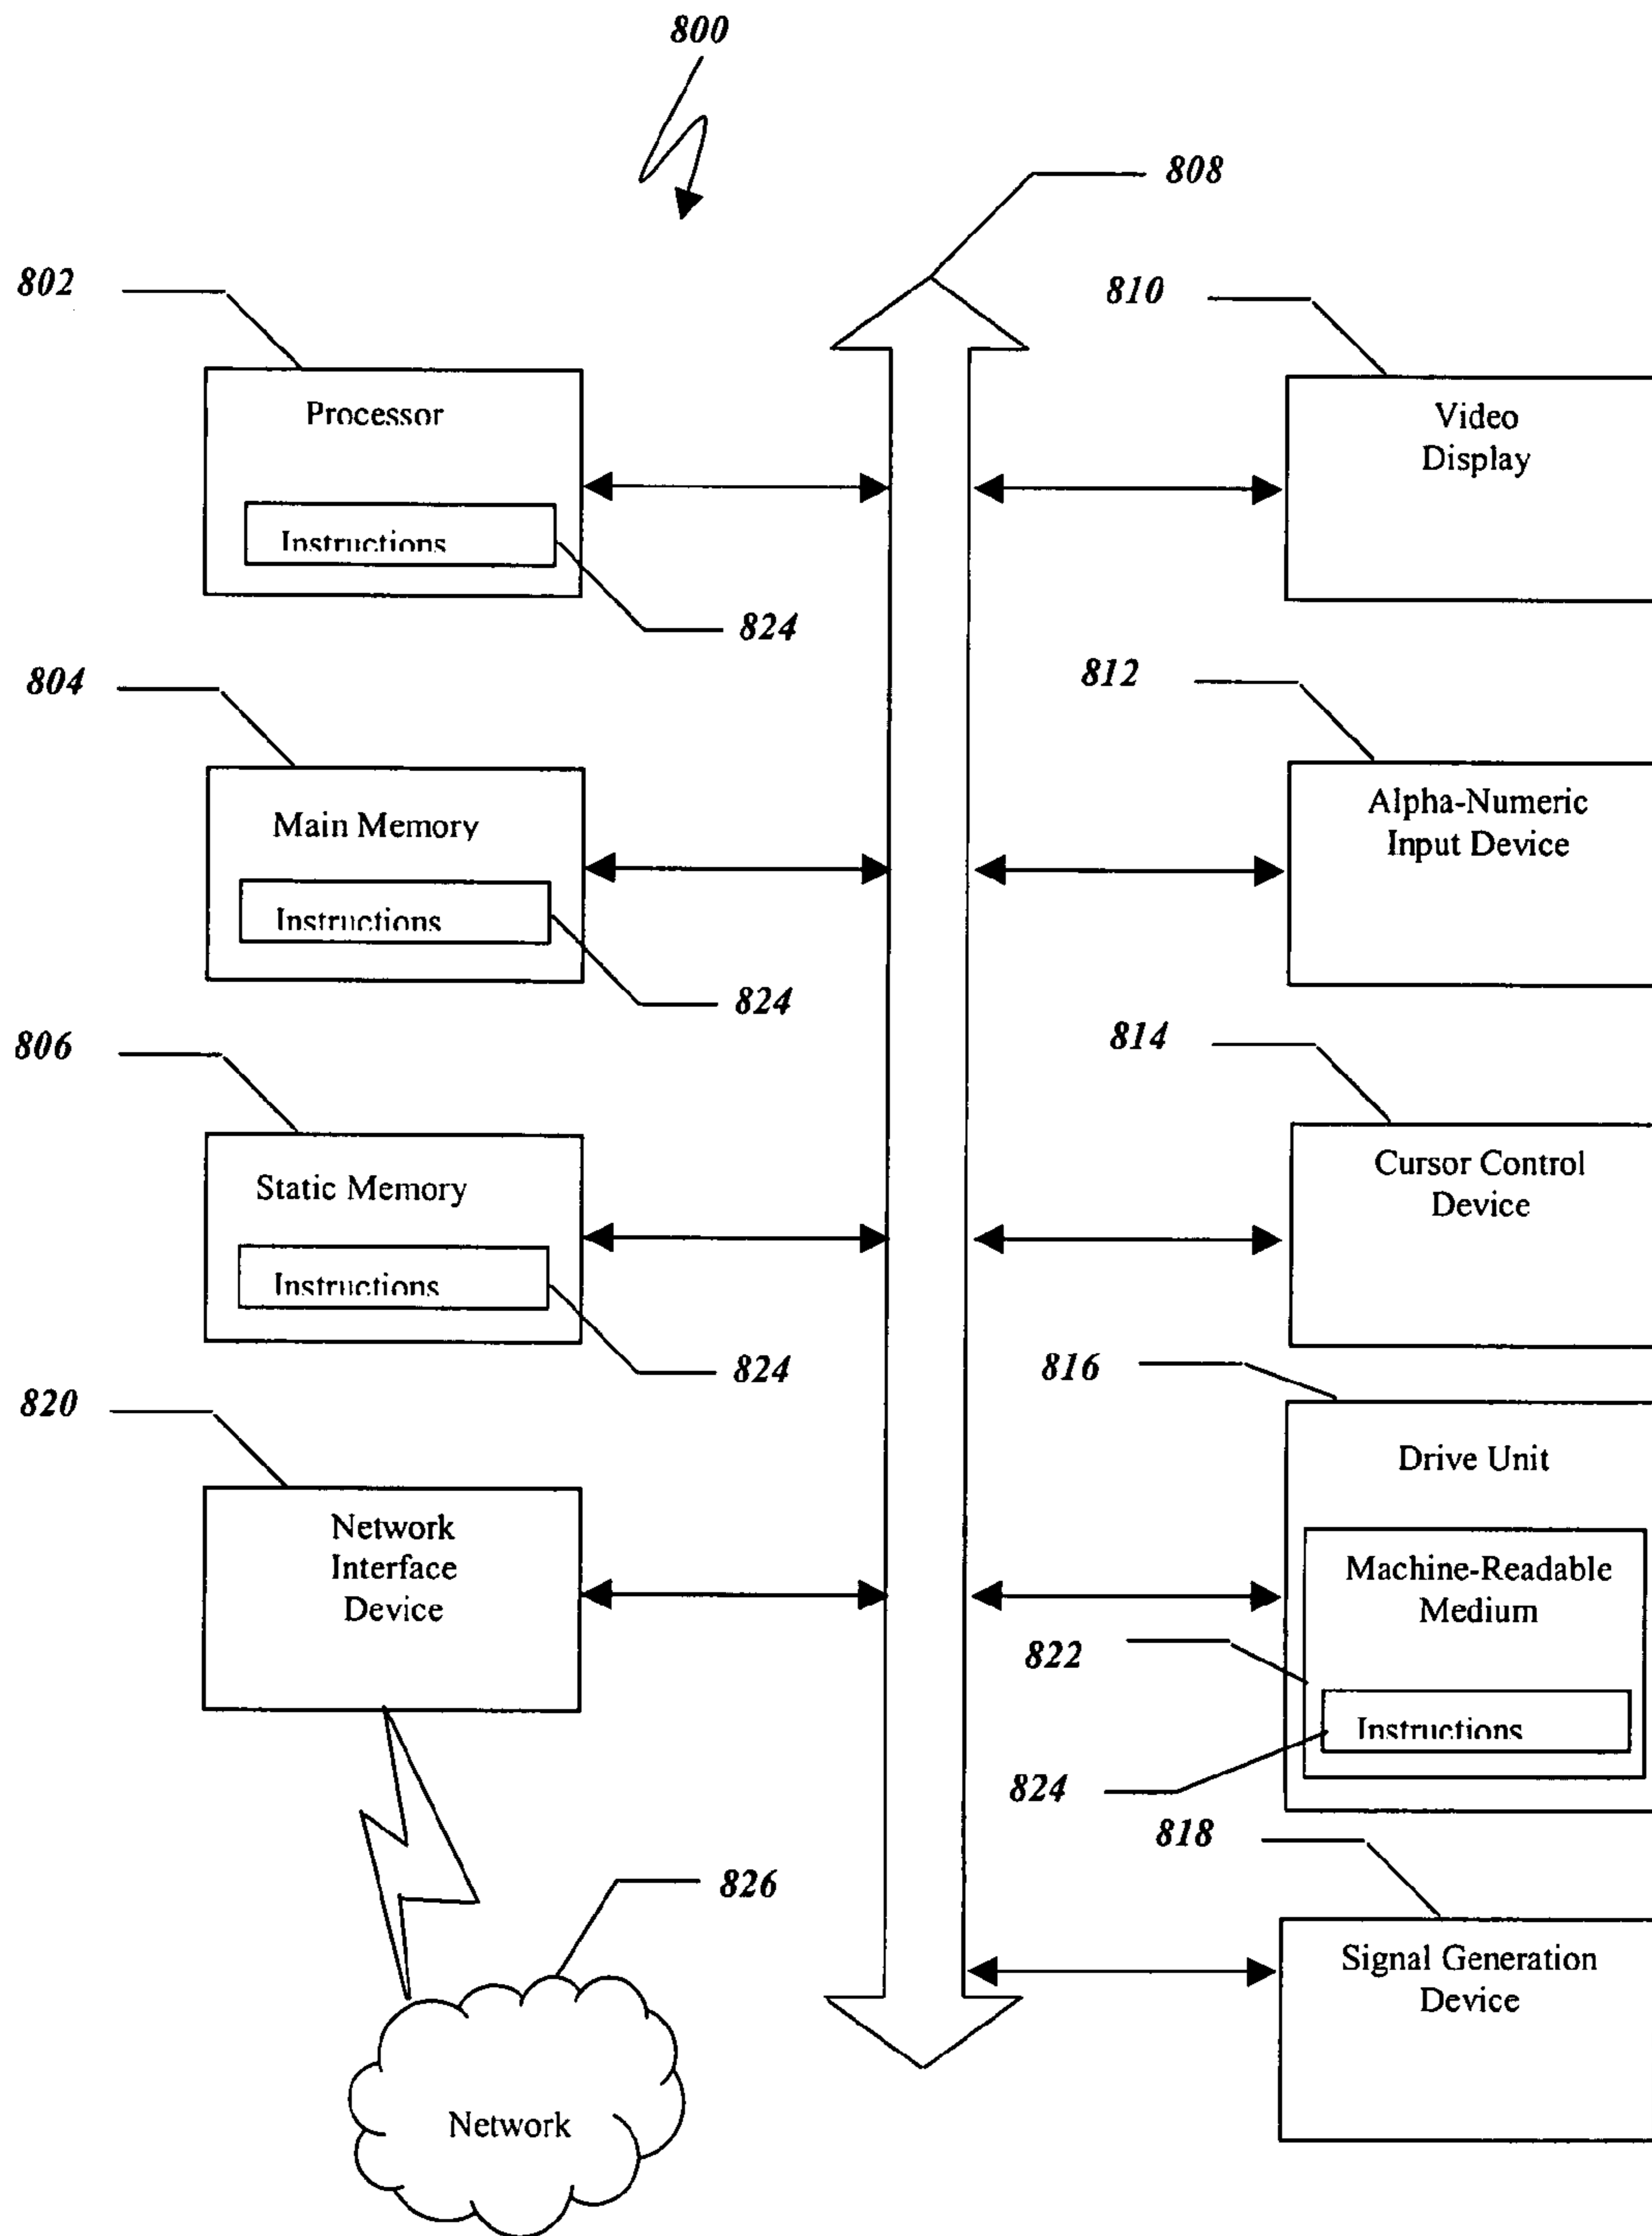 800
808
802
810
Processor
Instructions
824
Video
Display
804
812
Main Memory
Instructions
824
Alpha-Numeric
Input Device
806
814
Static Memory
Instructions
824
Cursor Control
Device
820
816
Network
Interface
Device
Drive Unit
Machine-Readable
Medium
822
Instructions
824
818
826
Signal Generation
Device
Network